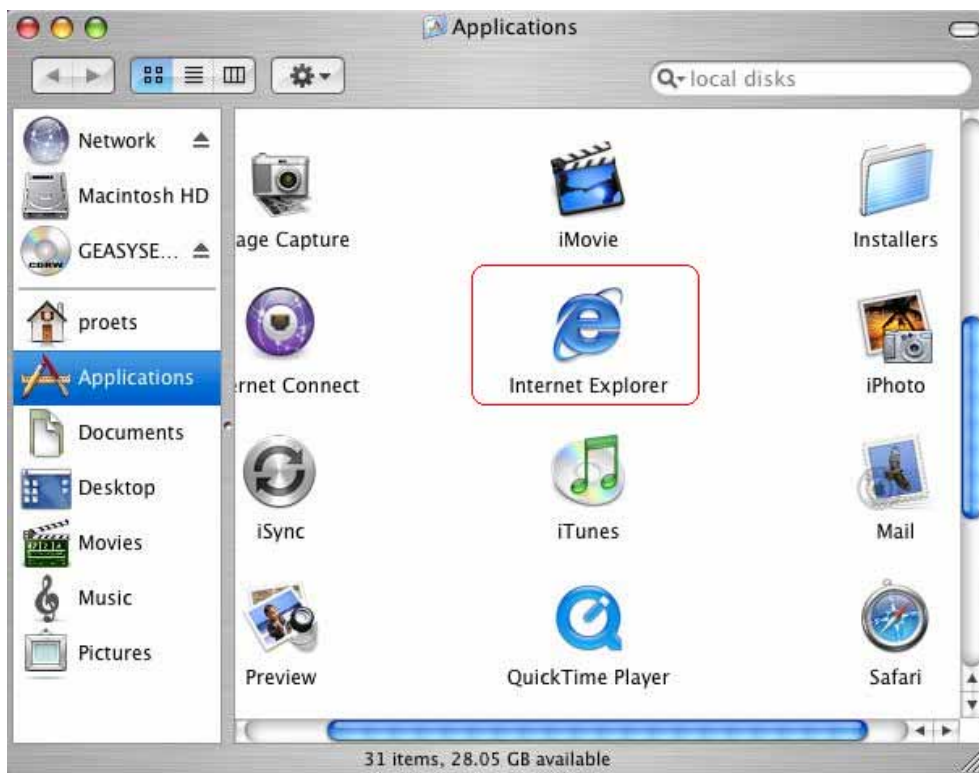 Applications
local disks
Network
Macintosh HD
GEASYSE...
proets
Applications
Documents
Desktop
Movies
Music
Pictures
age Capture
iMovie
Installers
rnet Connect
Internet Explorer
iPhoto
iSync
iTunes
Mail
Preview
QuickTime Player
Safari
31 items, 28.05 GB available